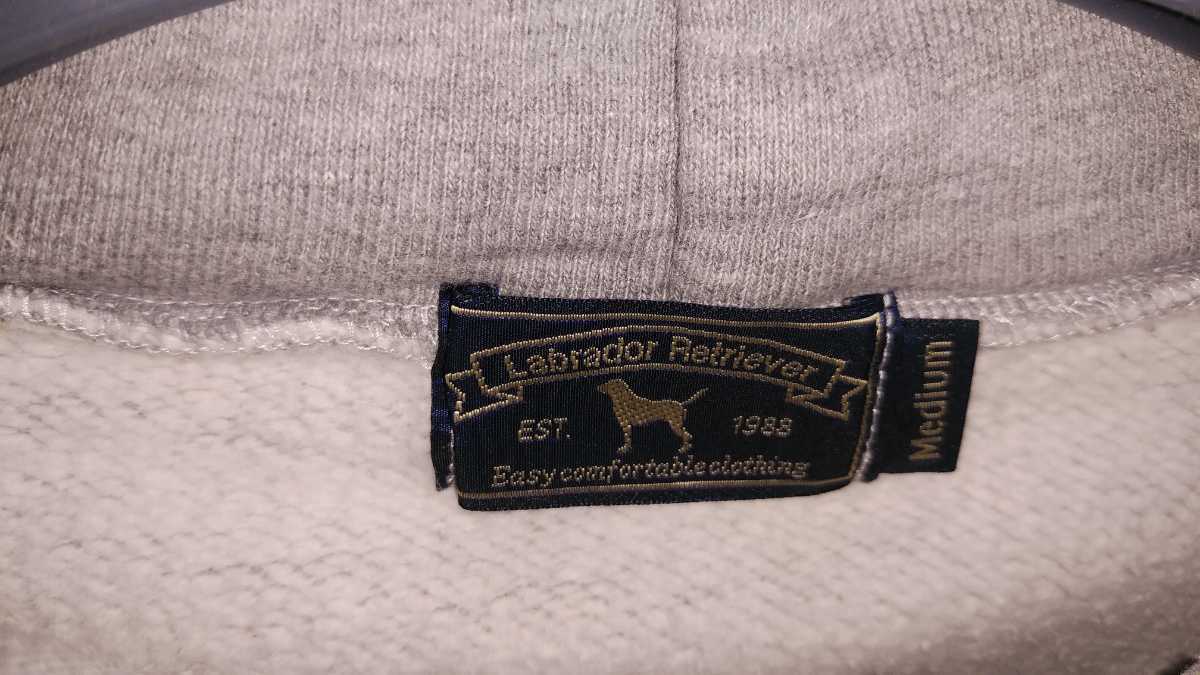 Labrador Retriever
EST. 1988
Easy comfortable clothing
Medium